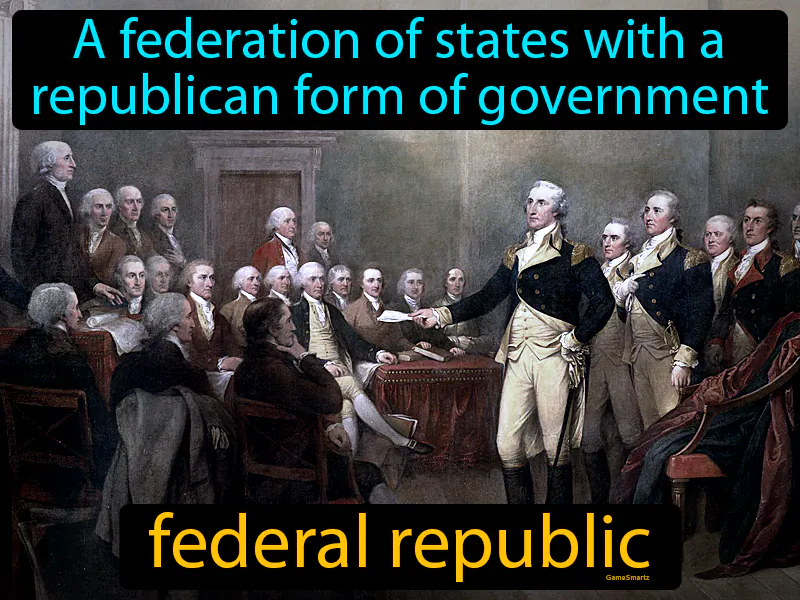 A federation of states with a
republican form of government
federal republic
GameSmartz